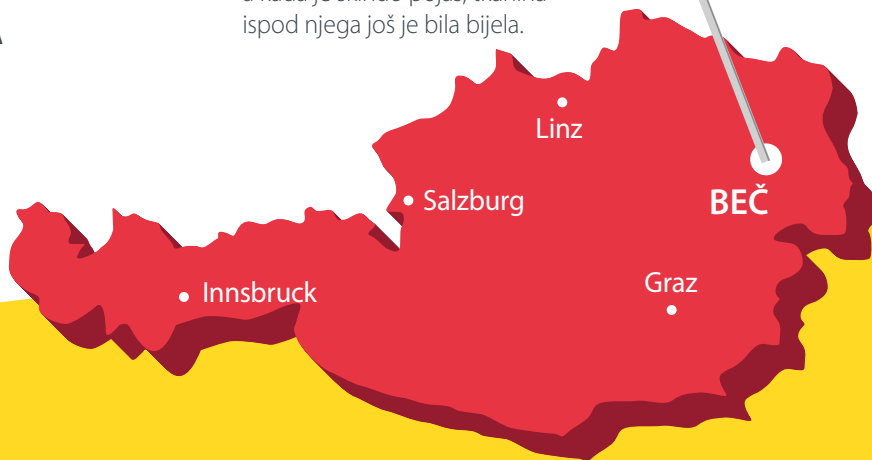 ispod njega još je bila bijela.
Linz
Salzburg
BEČ
Graz
Innsbruck